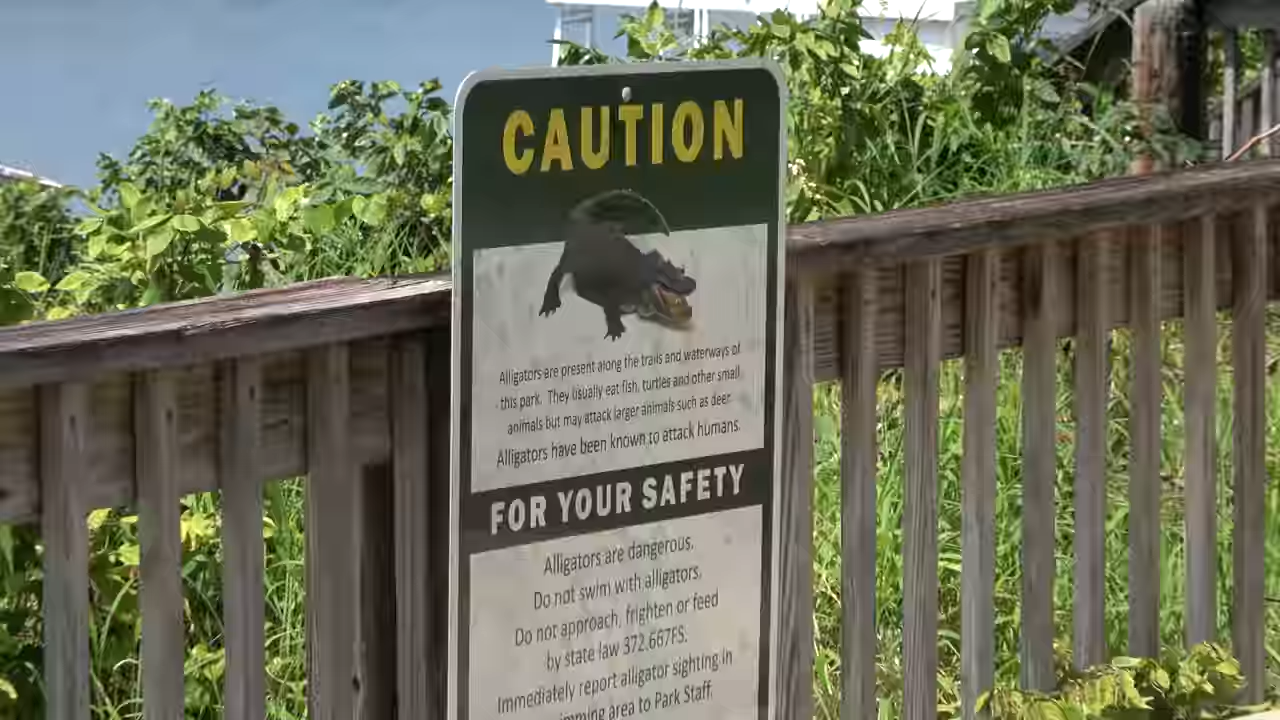 CAUTION
Alligators are present along the trails and waterways of
this park. They usually eat fish, turtles and other small
animals but may attack larger animals such as deer.
Alligators have been known to attack humans.
FOR YOUR SAFETY
Alligators are dangerous.
Do not swim with alligators.
Do not approach, frighten or feed
by state law 372.667FS.
Immediately report alligator sighting in
area to Park Staff.